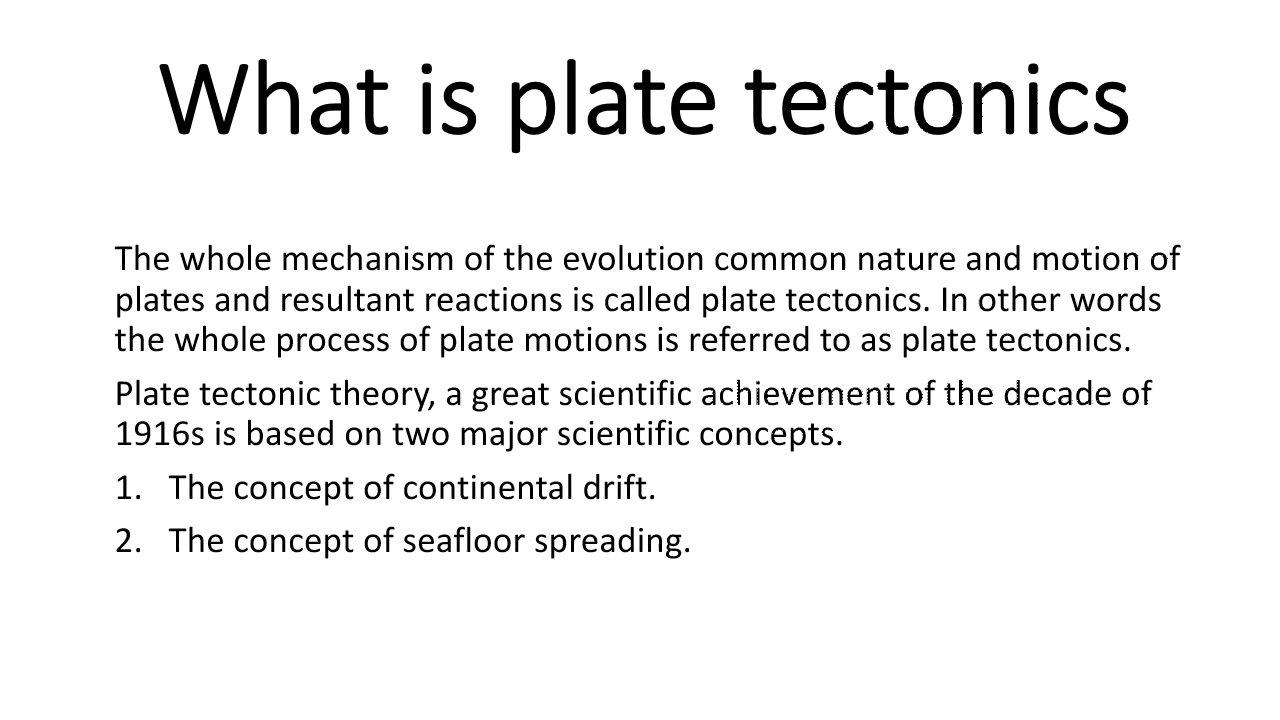 What is plate tectonics
The whole mechanism of the evolution common nature and motion of
plates and resultant reactions is called plate tectonics. In other words
the whole process of plate motions is referred to as plate tectonics.
Plate tectonic theory, a great scientific achievement of the decade of
1916s is based on two major scientific concepts.
1. The concept of continental drift.
2. The concept of seafloor spreading.